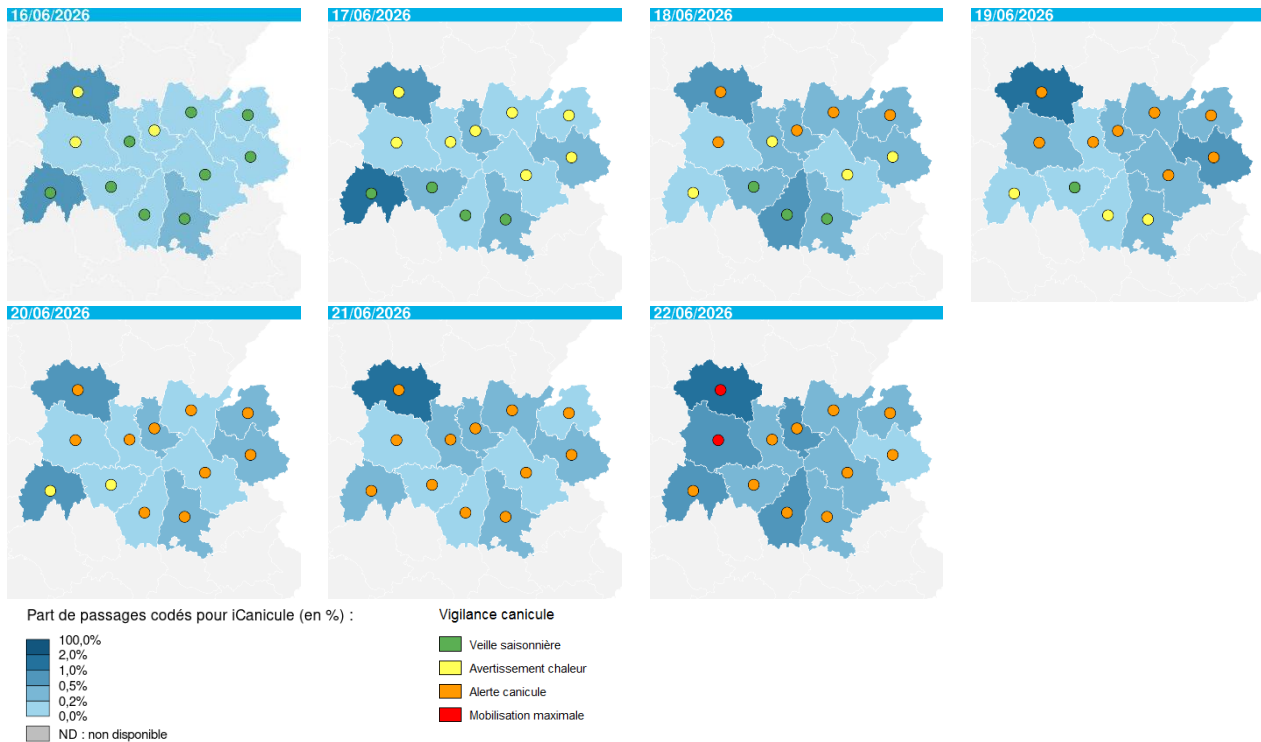 16/06/2026
17/06/2026
18/06/2026
19/06/2026
20/06/2026
21/06/2026
22/06/2026
Part de passages codés pour iCanicule (en %) :
100,0%
2,0%
1,0%
0,5%
0,2%
0,0%
ND : non disponible
Vigilance canicule
Veille saisonnière
Avertissement chaleur
Alerte canicule
Mobilisation maximale